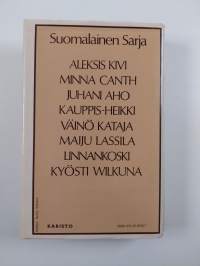 Suomalainen Sarja
ALEKSIS KIVI
MINNA CANTH
JUHANI AHO
KAUPPIS-HEIKKI
VÄINÖ KATAJA
MAIJU LASSILA
LINNANKOSKI
KYÖSTI WILKUNA
KARISTO